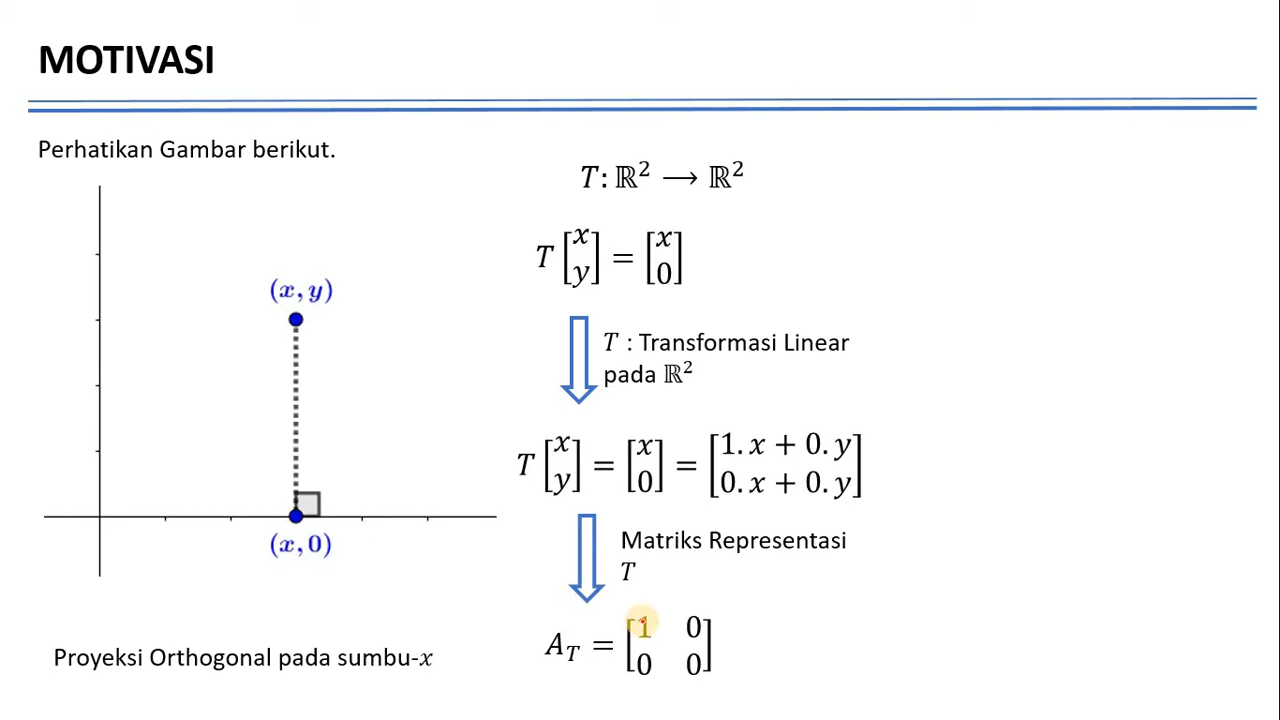 MOTIVASI
Perhatikan Gambar berikut.
(x, y)
(x, 0)
Proyeksi Orthogonal pada sumbu-x
T: ℝ² ⟶ ℝ²
T [x y] = [x 0]
T : Transformasi Linear
pada ℝ²
T [x y] = [x 0] = [1. x + 0. y 0. x + 0. y]
Matriks Representasi
T
A_T = [1 0 0 0]